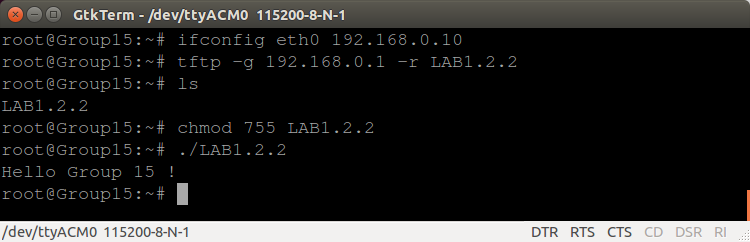 GtkTerm - /dev/ttyACM0 115200-8-N-1
root@Group15:~# ifconfig eth0 192.168.0.10
root@Group15:~# tftp -g 192.168.0.1 -r LAB1.2.2
root@Group15:~# ls
LAB1.2.2
root@Group15:~# chmod 755 LAB1.2.2
root@Group15:~# ./LAB1.2.2
Hello Group 15 !
root@Group15:~#
/dev/ttyACM0 115200-8-N-1 DTR RTS CTS CD DSR RI